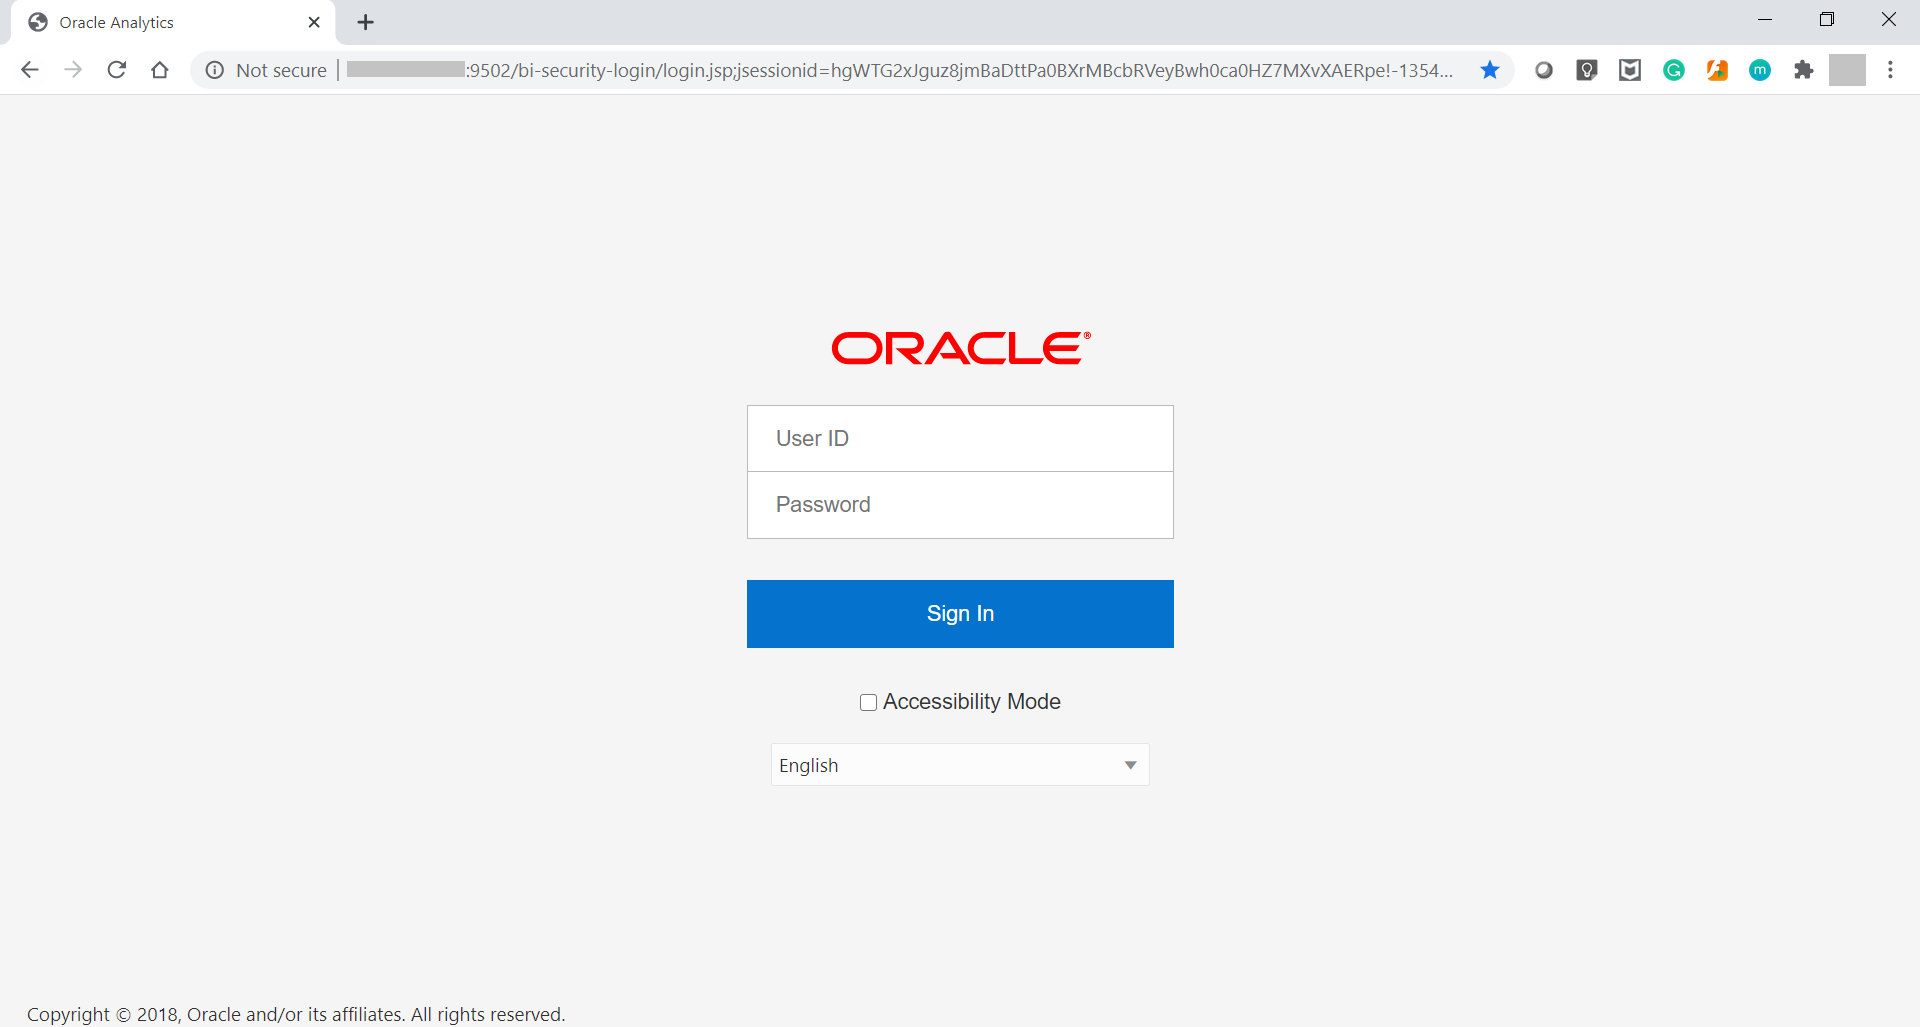 Oracle Analytics
Not secure | :9502/bi-security-login/login.jsp;jsessionid=hgWTG2xJguz8jmBaDttPa0BXrMBcbRVeyBwh0ca0HZ7MXvXAERpe!-1354...
ORACLE®
User ID
Password
Sign In
Accessibility Mode
English
Copyright © 2018, Oracle and/or its affiliates. All rights reserved.